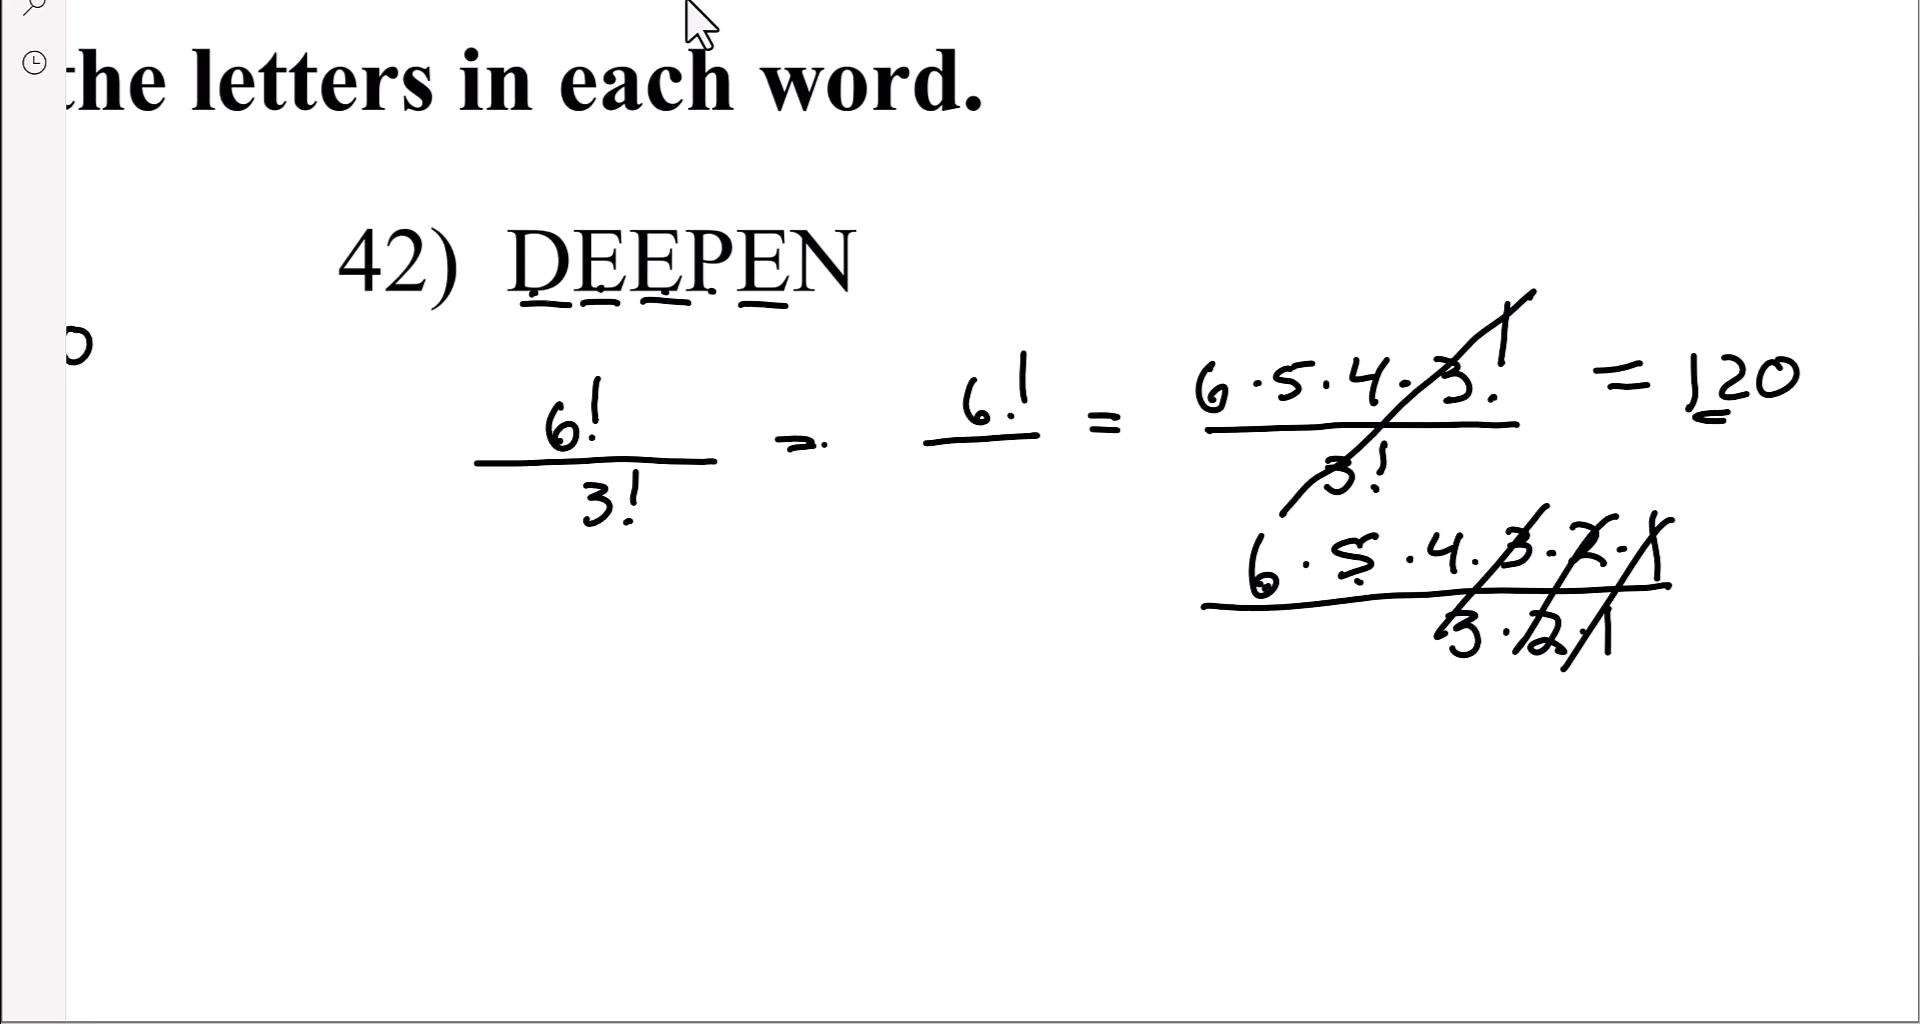 the letters in each word.
42) DEEPEN
0
6!/3! = 6!/ = 6·5·4·3!/3! = 120
6·5·4·3·2·1/3·2·1